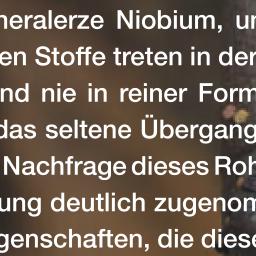 neralerze Niobium, u
en Stoffe treten in der
nd nie in reiner Form
das seltene Übergang
Nachfrage dieses Roh
ung deutlich zugenom
genschaften, die diese